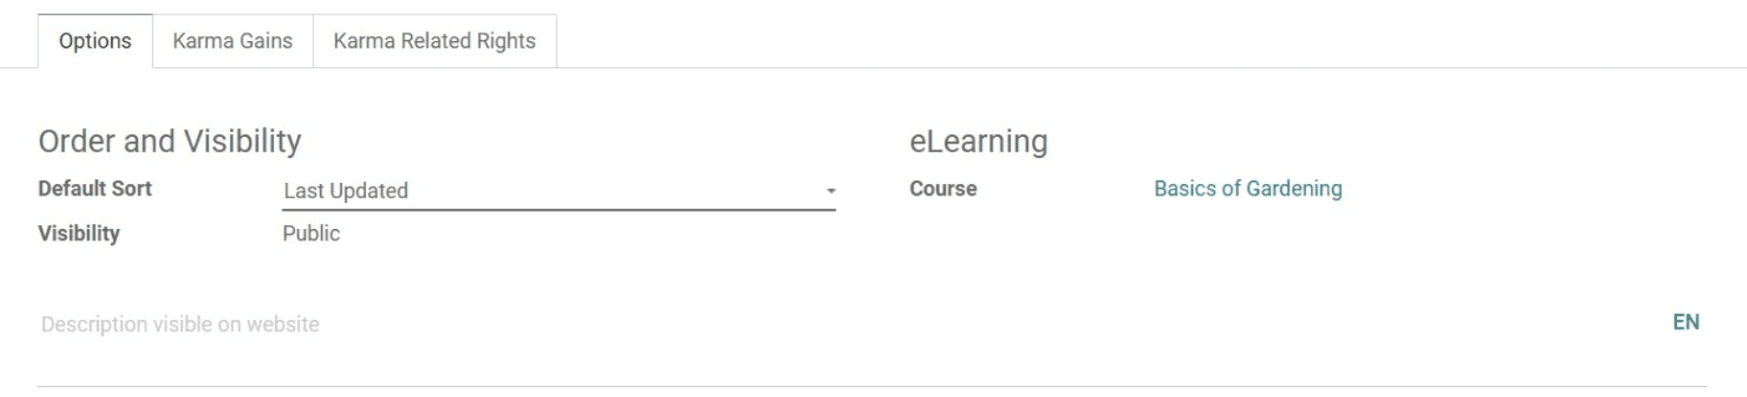 Options Karma Gains Karma Related Rights
Order and Visibility
Default Sort Last Updated
Visibility Public
eLearning
Course Basics of Gardening
Description visible on website EN